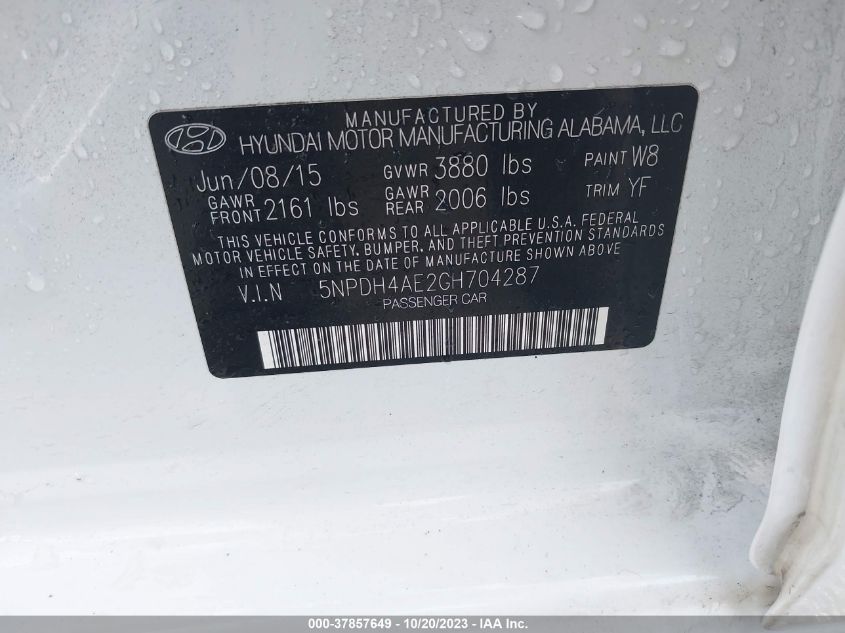 MANUFACTURED BY
HYUNDAI MOTOR MANUFACTURING ALABAMA, LLC
Jun/08/15 GVWR 3880 lbs PAINT W8
GAWR FRONT 2161 lbs GAWR REAR 2006 lbs TRIM YF
THIS VEHICLE CONFORMS TO ALL APPLICABLE U.S.A. FEDERAL
MOTOR VEHICLE SAFETY, BUMPER, AND THEFT PREVENTION STANDARDS
IN EFFECT ON THE DATE OF MANUFACTURE SHOWN ABOVE
V.I.N 5NPDH4AE2GH704287
PASSENGER CAR
000-37857649 - 10/20/2023 - IAA Inc.